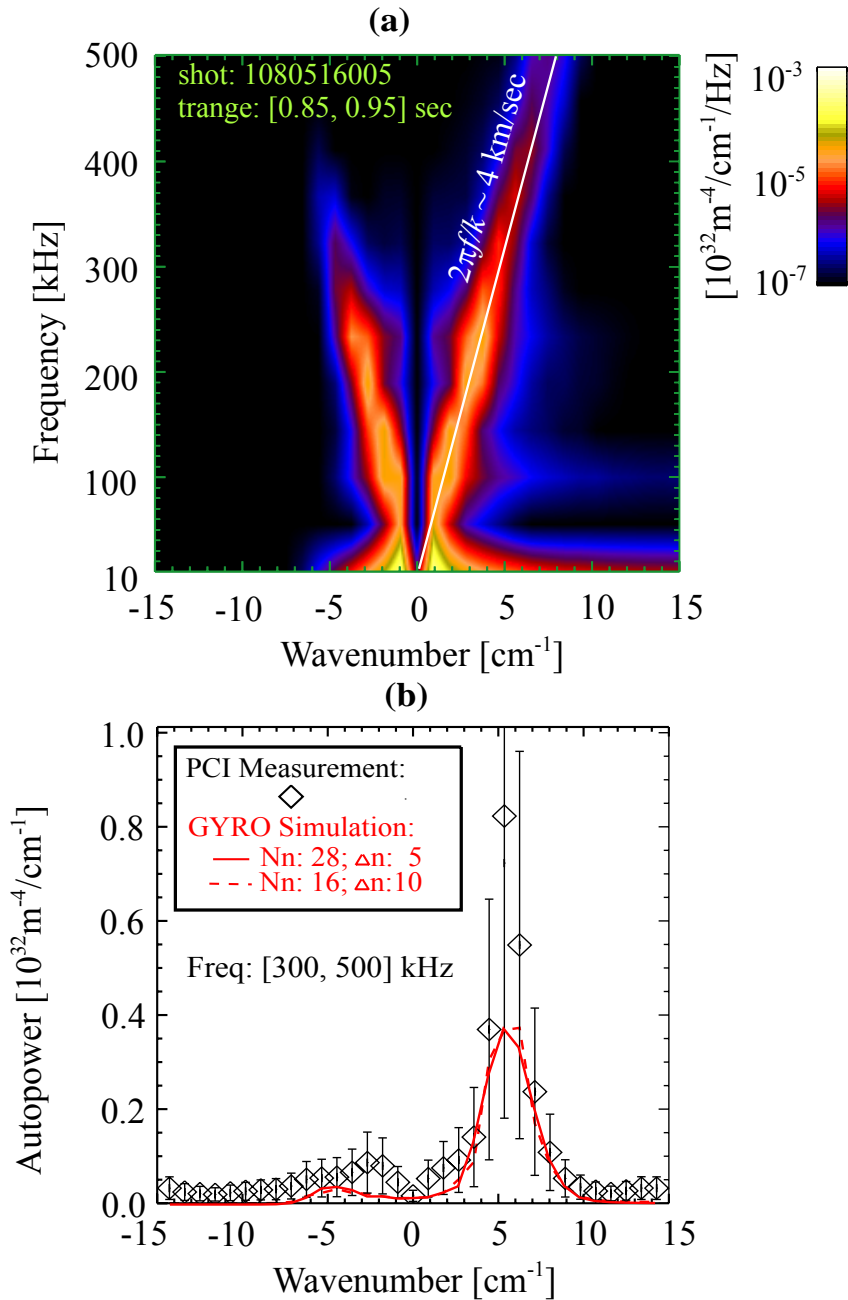 (a)
shot: 1080516005
trange: [0.85, 0.95] sec
2πf/k ~ 4 km/sec
500
400
300
200
100
10
Frequency [kHz]
-15 -10 -5 0 5 10 15
Wavenumber [cm⁻¹]
10⁻³
10⁻⁵
10⁻⁷
[10³²m⁻⁴/cm⁻¹/Hz]
(b)
PCI Measurement:
GYRO Simulation:
Nn: 28; Δn: 5
Nn: 16; Δn:10
Freq: [300, 500] kHz
1.0
0.8
0.6
0.4
0.2
0.0
Autopower [10³²m⁻⁴/cm⁻¹]
-15 -10 -5 0 5 10 15
Wavenumber [cm⁻¹]